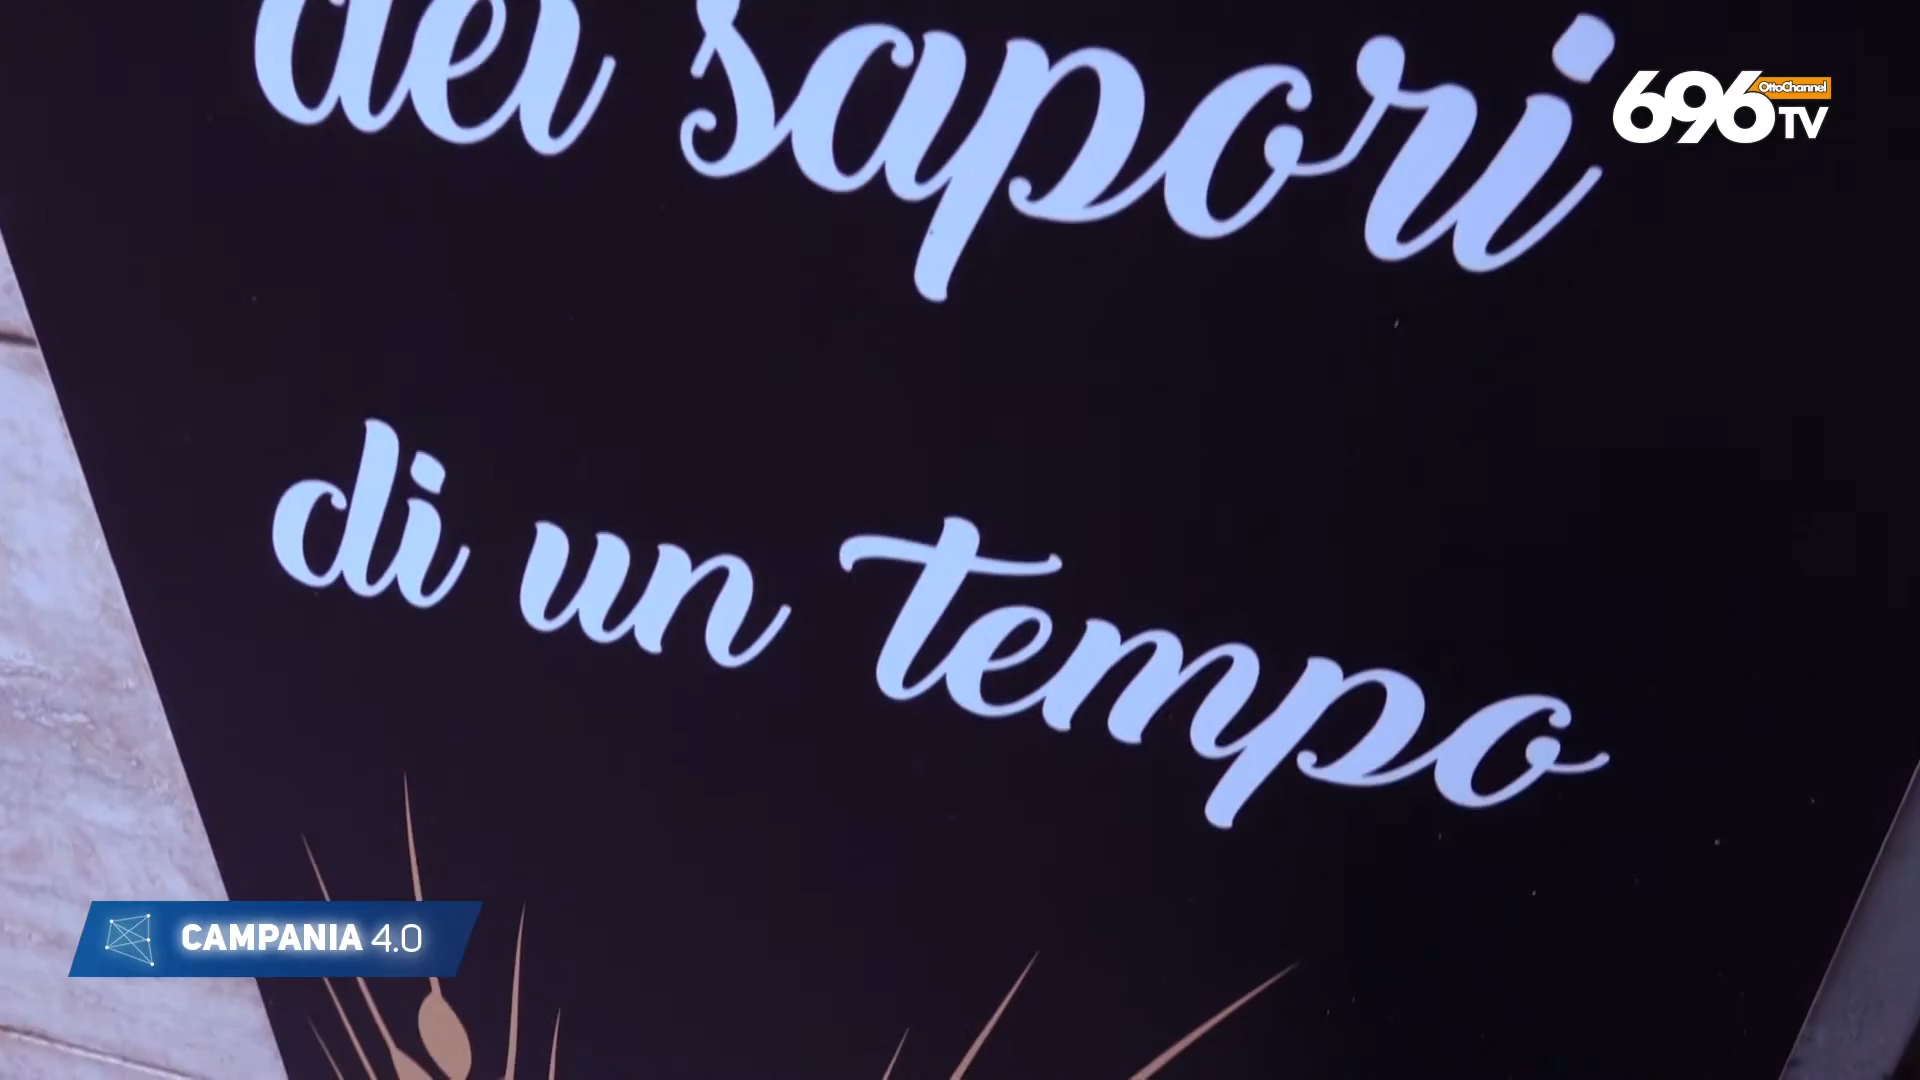 dei sapori
696 TV
OttoChannel
di un tempo
CAMPANIA 4.0